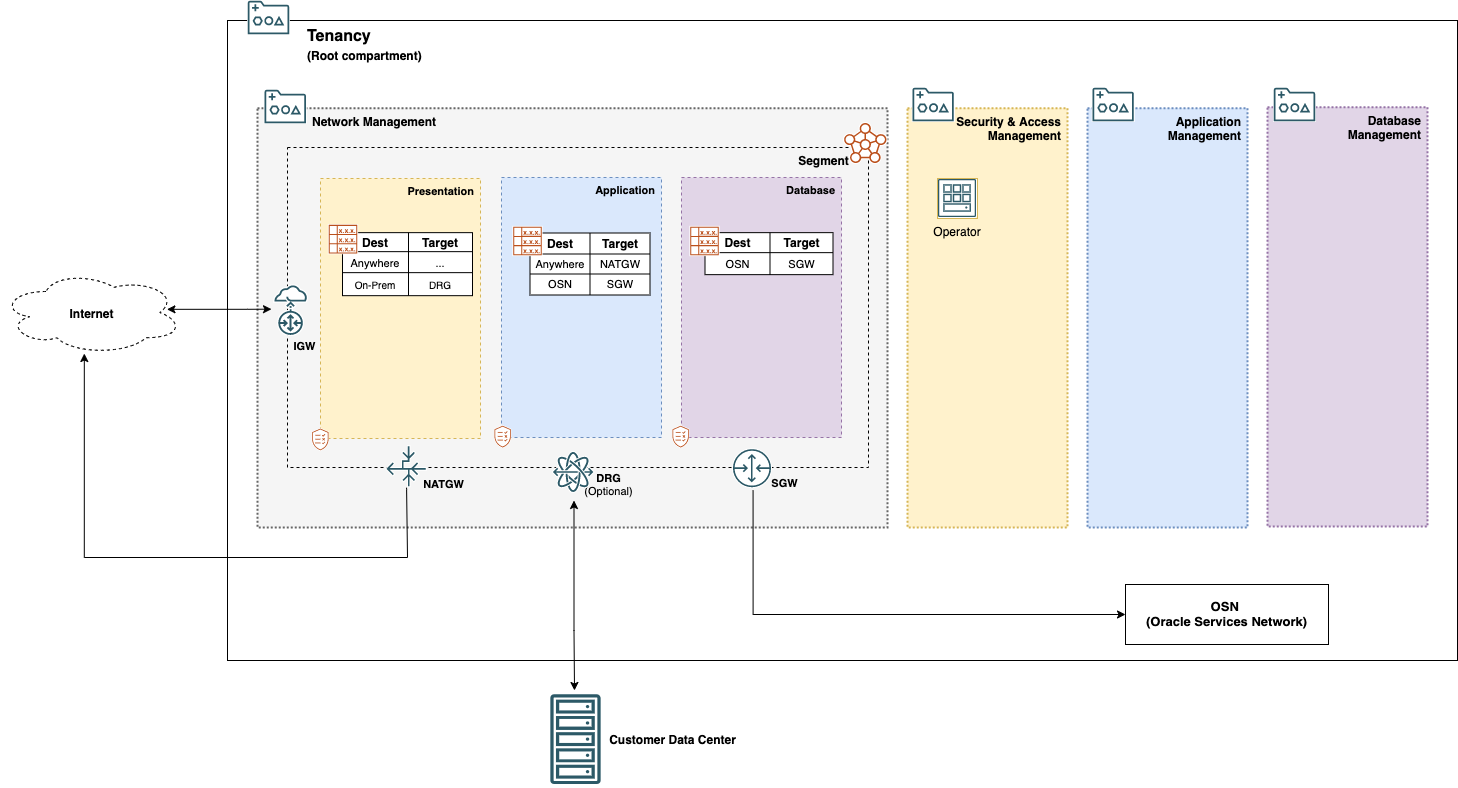 Tenancy
(Root compartment)
Network Management
Security & Access
Management
Application
Management
Database
Management
Segment
Presentation
Application
Database
Dest Target
Anywhere ...
On-Prem DRG
x.x.x.
x.x.x.
x.x.x.
Dest Target
Anywhere NATGW
OSN SGW
x.x.x.
x.x.x.
x.x.x.
Dest Target
OSN SGW
x.x.x.
x.x.x.
x.x.x.
Operator
Internet
IGW
NATGW
DRG
(Optional)
SGW
OSN
(Oracle Services Network)
Customer Data Center